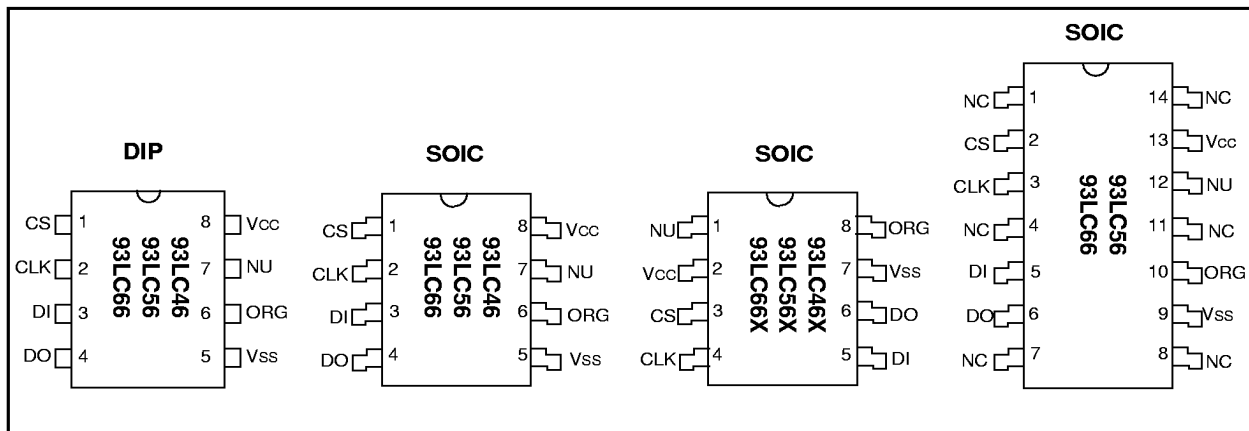 DIP
CS 1 8 VCC
CLK 2 7 NU
DI 3 6 ORG
DO 4 5 VSS
93LC46
93LC56
93LC66
SOIC
CS 1 8 VCC
CLK 2 7 NU
DI 3 6 ORG
DO 4 5 VSS
93LC46
93LC56
93LC66
SOIC
NU 1 8 ORG
VCC 2 7 VSS
CS 3 6 DO
CLK 4 5 DI
93LC46X
93LC56X
93LC66X
SOIC
NC 1 14 NC
CS 2 13 VCC
CLK 3 12 NU
NC 4 11 NC
DI 5 10 ORG
DO 6 9 VSS
NC 7 8 NC
93LC56
93LC66